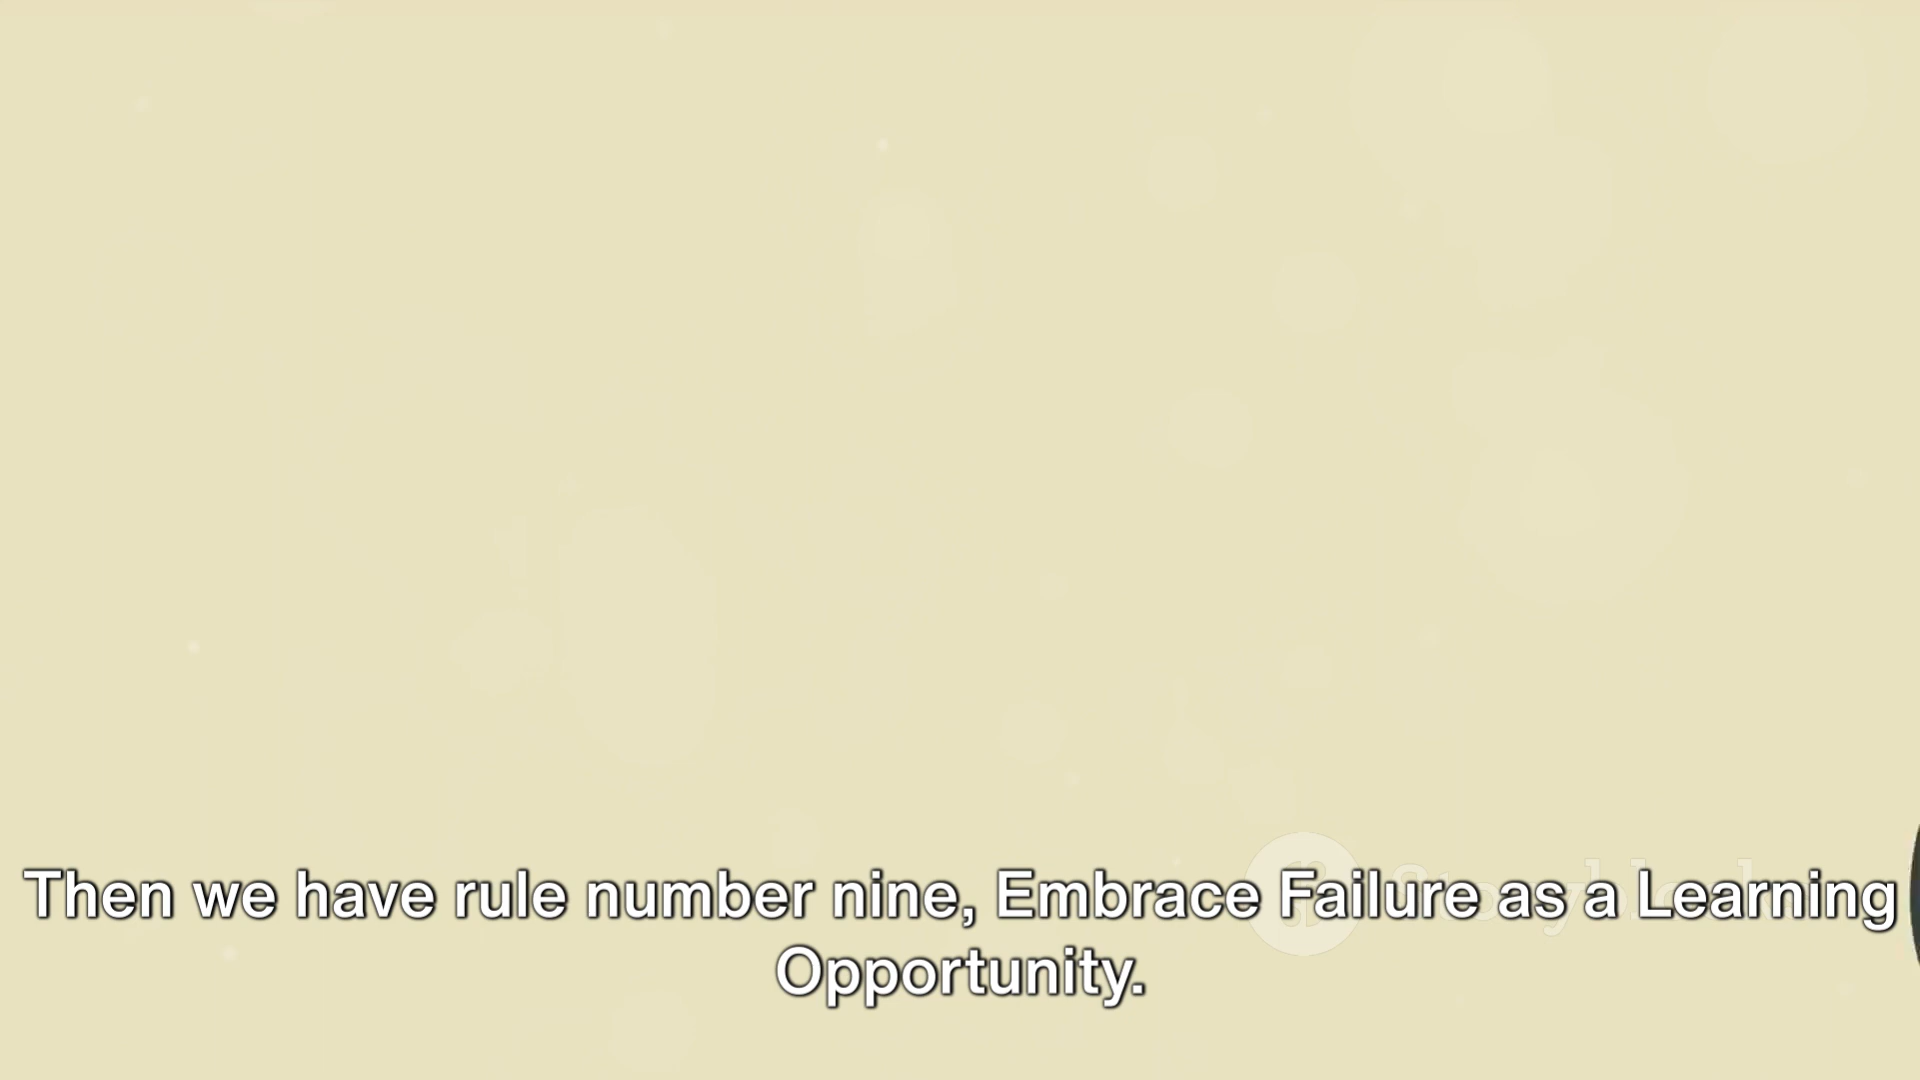 Then we have rule number nine, Embrace Failure as a Learning
Opportunity.